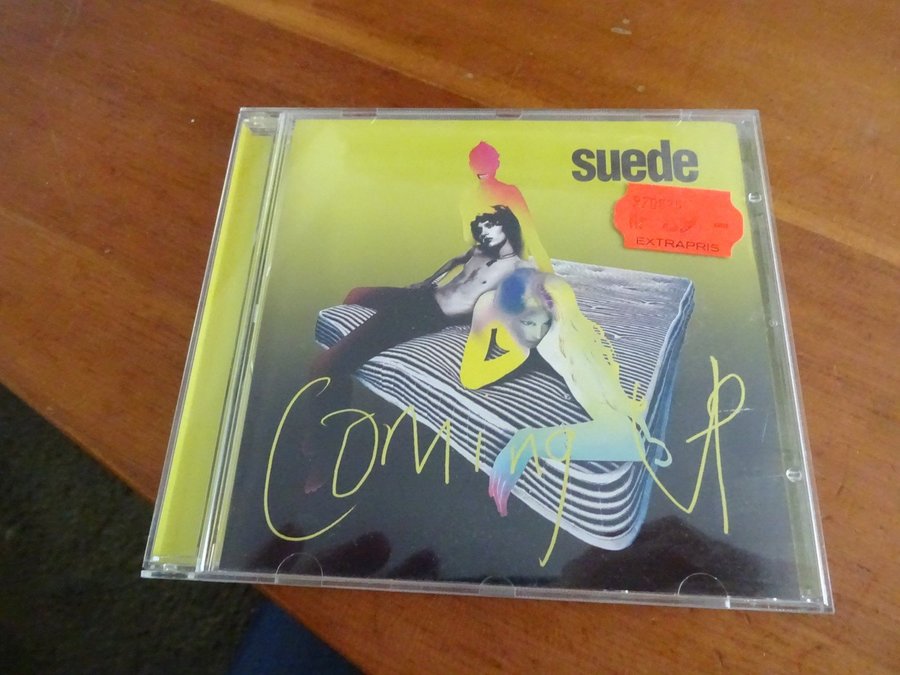 suede
EXTRAPRIS
Coming Up